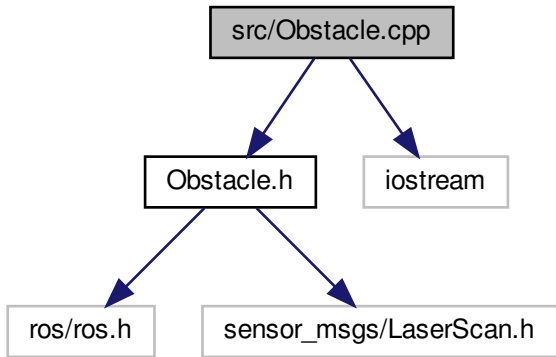 src/Obstacle.cpp
Obstacle.h
iostream
ros/ros.h
sensor_msgs/LaserScan.h